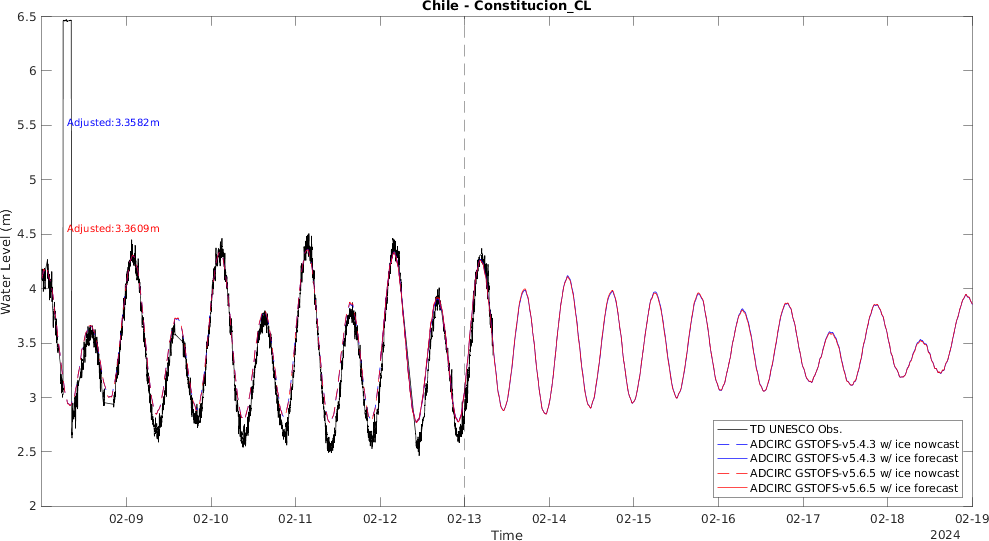 Chile - Constitucion_CL
6.5
6
5.5
5
4.5
4
3.5
3
2.5
2
Water Level (m)
Adjusted:3.3582m
Adjusted:3.3609m
TD UNESCO Obs.
ADCIRC GSTOFS-v5.4.3 w/ ice nowcast
ADCIRC GSTOFS-v5.4.3 w/ ice forecast
ADCIRC GSTOFS-v5.6.5 w/ ice nowcast
ADCIRC GSTOFS-v5.6.5 w/ ice forecast
02-09 02-10 02-11 02-12 02-13 02-14 02-15 02-16 02-17 02-18 02-19
Time
2024